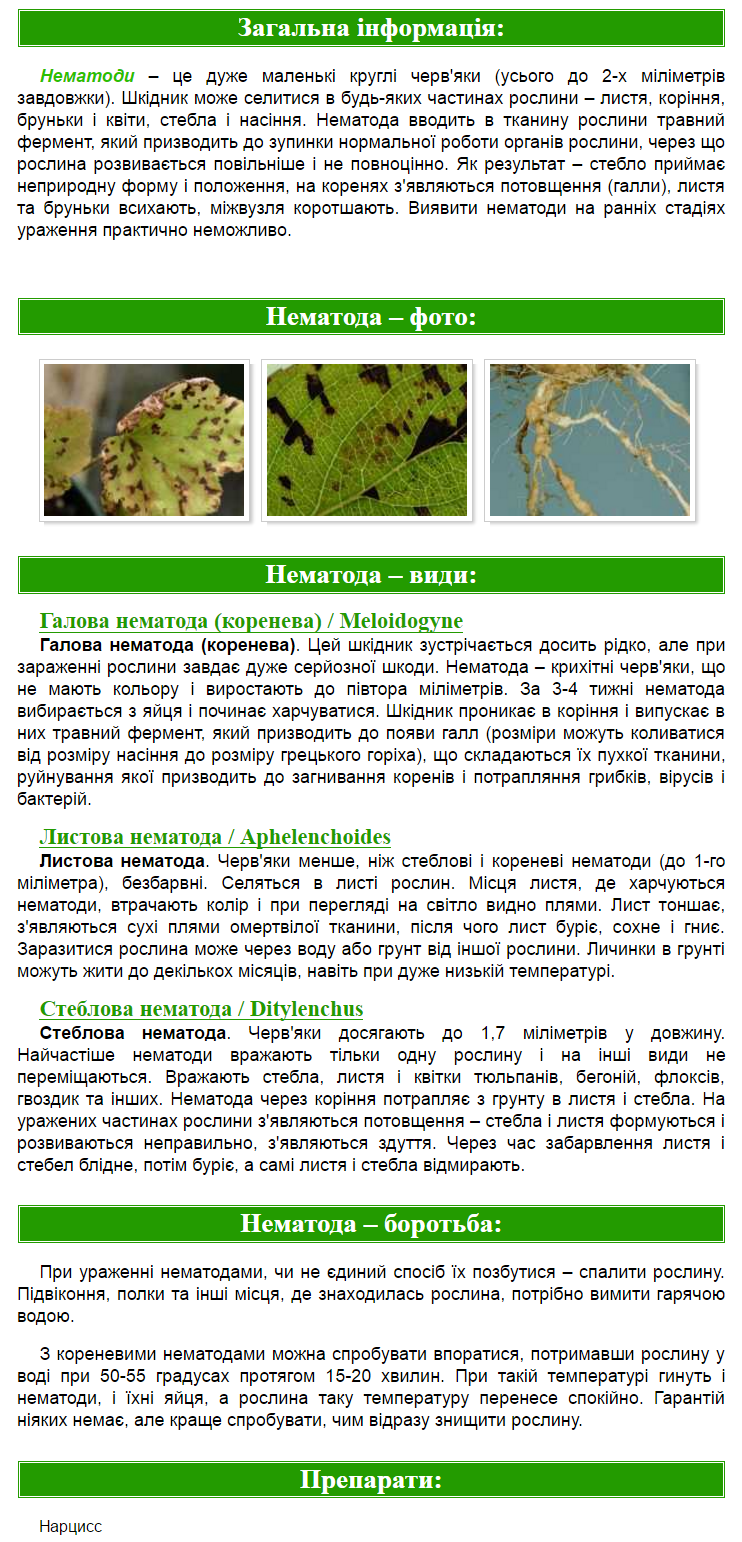 Загальна інформація:
Нематоди – це дуже маленькі круглі черв'яки (усього до 2-х міліметрів
завдовжки). Шкідник може селитися в будь-яких частинах рослини – листя, коріння,
бруньки і квіти, стебла і насіння. Нематода вводить в тканину рослини травний
фермент, який призводить до зупинки нормальної роботи органів рослини, через що
рослина розвивається повільніше і не повноцінно. Як результат – стебло приймає
неприродну форму і положення, на коренях з'являються потовщення (галли), листя
та бруньки всихають, міжвузля коротшають. Виявити нематоди на ранніх стадіях
ураження практично неможливо.
Нематода – фото:
Нематода – види:
Галова нематода (коренева) / Meloidogyne
Галова нематода (коренева). Цей шкідник зустрічається досить рідко, але при
зараженні рослини завдає дуже серйозної шкоди. Нематода – крихітні черв'яки, що
не мають кольору і виростають до півтора міліметрів. За 3-4 тижні нематода
вибирається з яйця і починає харчуватися. Шкідник проникає в коріння і випускає в
них травний фермент, який призводить до появи галл (розміри можуть коливатися
від розміру насіння до розміру грецького горіха), що складаються їх пухкої тканини,
руйнування якої призводить до загнивання коренів і потрапляння грибків, вірусів і
бактерій.
Листова нематода / Aphelenchoides
Листова нематода. Черв'яки менше, ніж стеблові і кореневі нематоди (до 1-го
міліметра), безбарвні. Селяться в листі рослин. Місця листя, де харчуються
нематоди, втрачають колір і при перегляді на світло видно плями. Лист тоншає,
з'являються сухі плями омертвілої тканини, після чого лист буріє, сохне і гниє.
Заразитися рослина може через воду або грунт від іншої рослини. Личинки в грунті
можуть жити до декількох місяців, навіть при дуже низькій температурі.
Стеблова нематода / Ditylenchus
Стеблова нематода. Черв'яки досягають до 1,7 міліметрів у довжину.
Найчастіше нематоди вражають тільки одну рослину і на інші види не
переміщаються. Вражають стебла, листя і квітки тюльпанів, бегоній, флоксів,
гвоздик та інших. Нематода через коріння потрапляє з грунту в листя і стебла. На
уражених частинах рослини з'являються потовщення – стебла і листя формуються і
розвиваються неправильно, з'являються здуття. Через час забарвлення листя і
стебел блідне, потім буріє, а самі листя і стебла відмирають.
Нематода – боротьба:
При ураженні нематодами, чи не єдиний спосіб їх позбутися – спалити рослину.
Підвіконня, полки та інші місця, де знаходилась рослина, потрібно вимити гарячою
водою.
З кореневими нематодами можна спробувати впоратися, потримавши рослину у
воді при 50-55 градусах протягом 15-20 хвилин. При такій температурі гинуть і
нематоди, і їхні яйця, а рослина таку температуру перенесе спокійно. Гарантій
ніяких немає, але краще спробувати, чим відразу знищити рослину.
Препарати:
Нарцисс